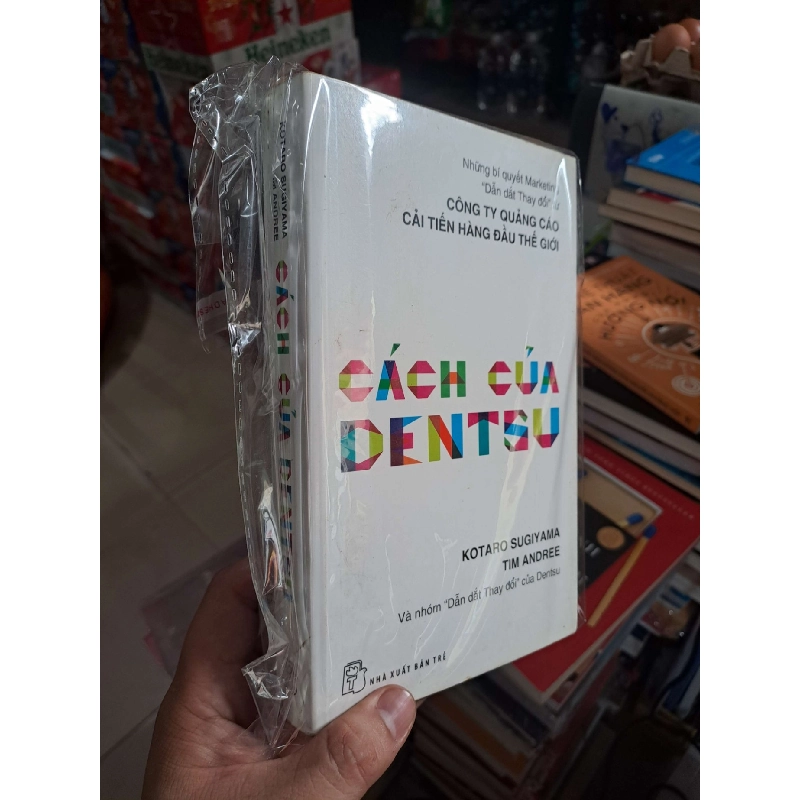 Heineken
KOTARO SUGIYAMA
TIM ANDREE
CÁCH CỦA DENTSU
Những bí quyết Marketing
"Dẫn dắt Thay đổi" từ
CÔNG TY QUẢNG CÁO
CẢI TIẾN HÀNG ĐẦU THẾ GIỚI
CÁCH CỦA
DENTSU
KOTARO SUGIYAMA
TIM ANDREE
Và nhóm "Dẫn dắt Thay đổi" của Dentsu
NHÀ XUẤT BẢN TRẺ